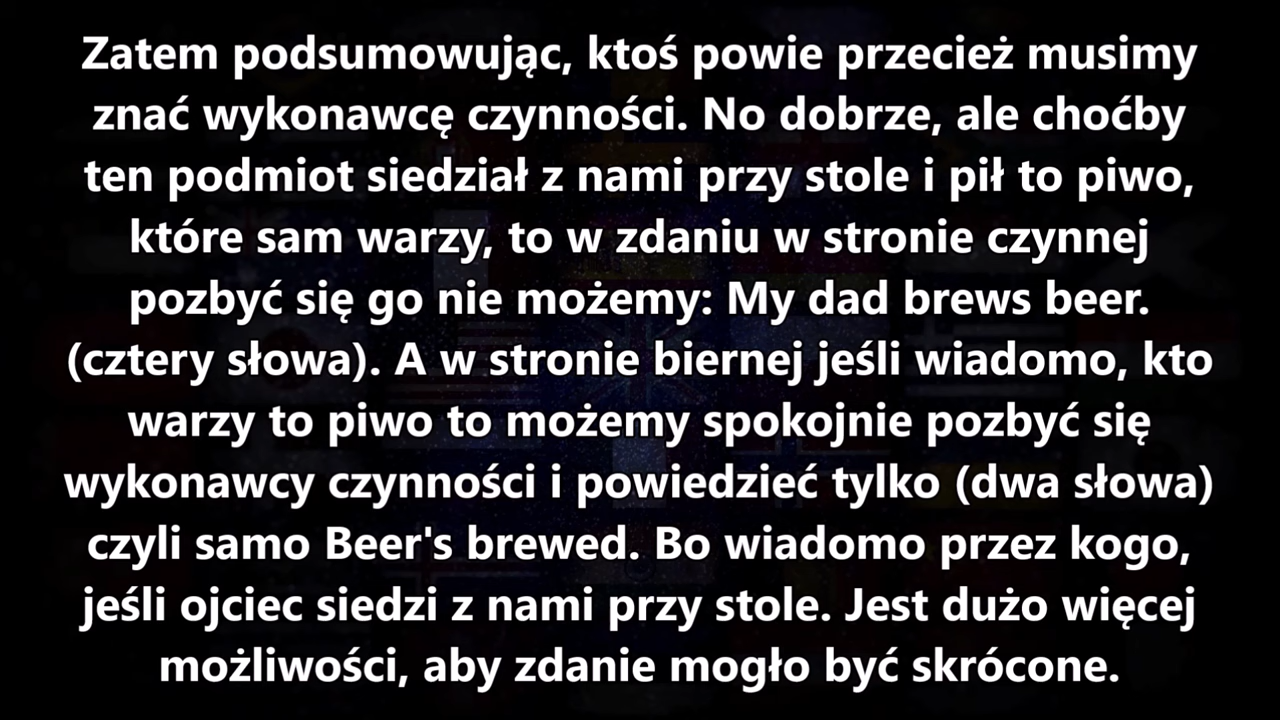 Zatem podsumowując, ktoś powie przecież musimy
znać wykonawcę czynności. No dobrze, ale choćby
ten podmiot siedział z nami przy stole i pił to piwo,
które sam warzy, to w zdaniu w stronie czynnej
pozbyć się go nie możemy: My dad brews beer.
(cztery słowa). A w stronie biernej jeśli wiadomo, kto
warzy to piwo to możemy spokojnie pozbyć się
wykonawcy czynności i powiedzieć tylko (dwa słowa)
czyli samo Beer's brewed. Bo wiadomo przez kogo,
jeśli ojciec siedzi z nami przy stole. Jest dużo więcej
możliwości, aby zdanie mogło być skrócone.